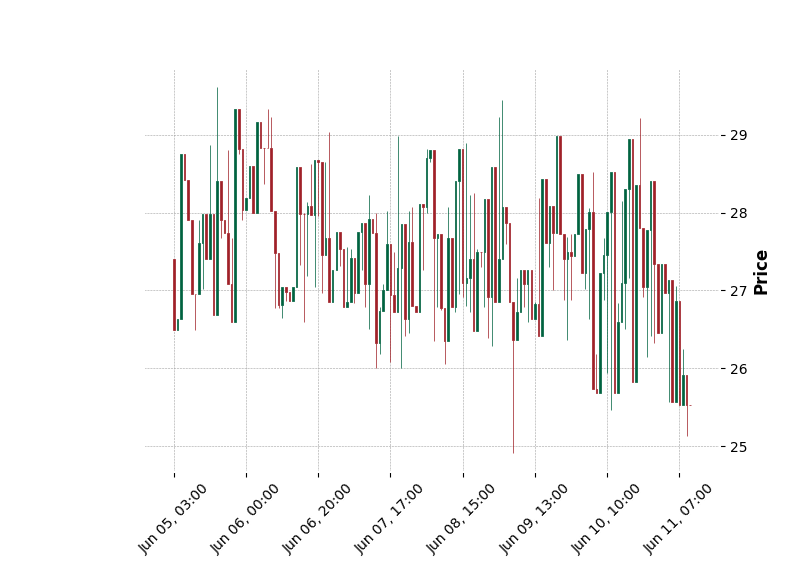 29
28
27
26
25
Price
Jun 05, 03:00
Jun 06, 00:00
Jun 06, 20:00
Jun 07, 17:00
Jun 08, 15:00
Jun 09, 13:00
Jun 10, 10:00
Jun 11, 07:00